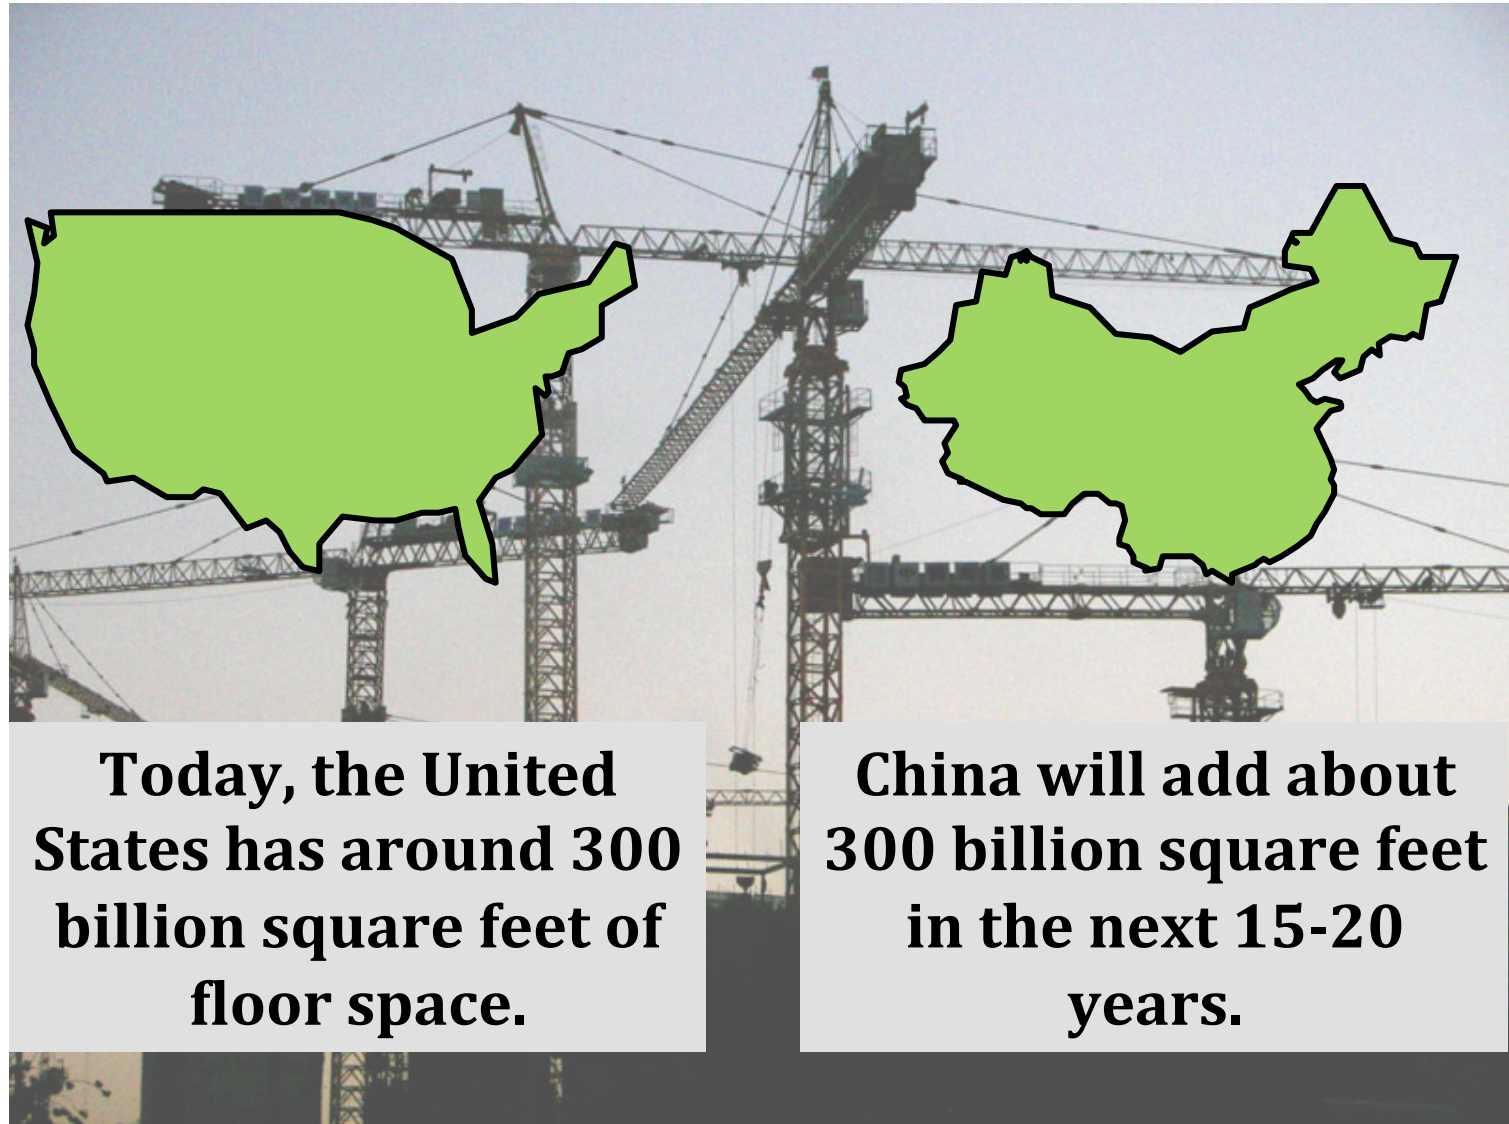 Today, the United
States has around 300
billion square feet of
floor space.
China will add about
300 billion square feet
in the next 15-20
years.